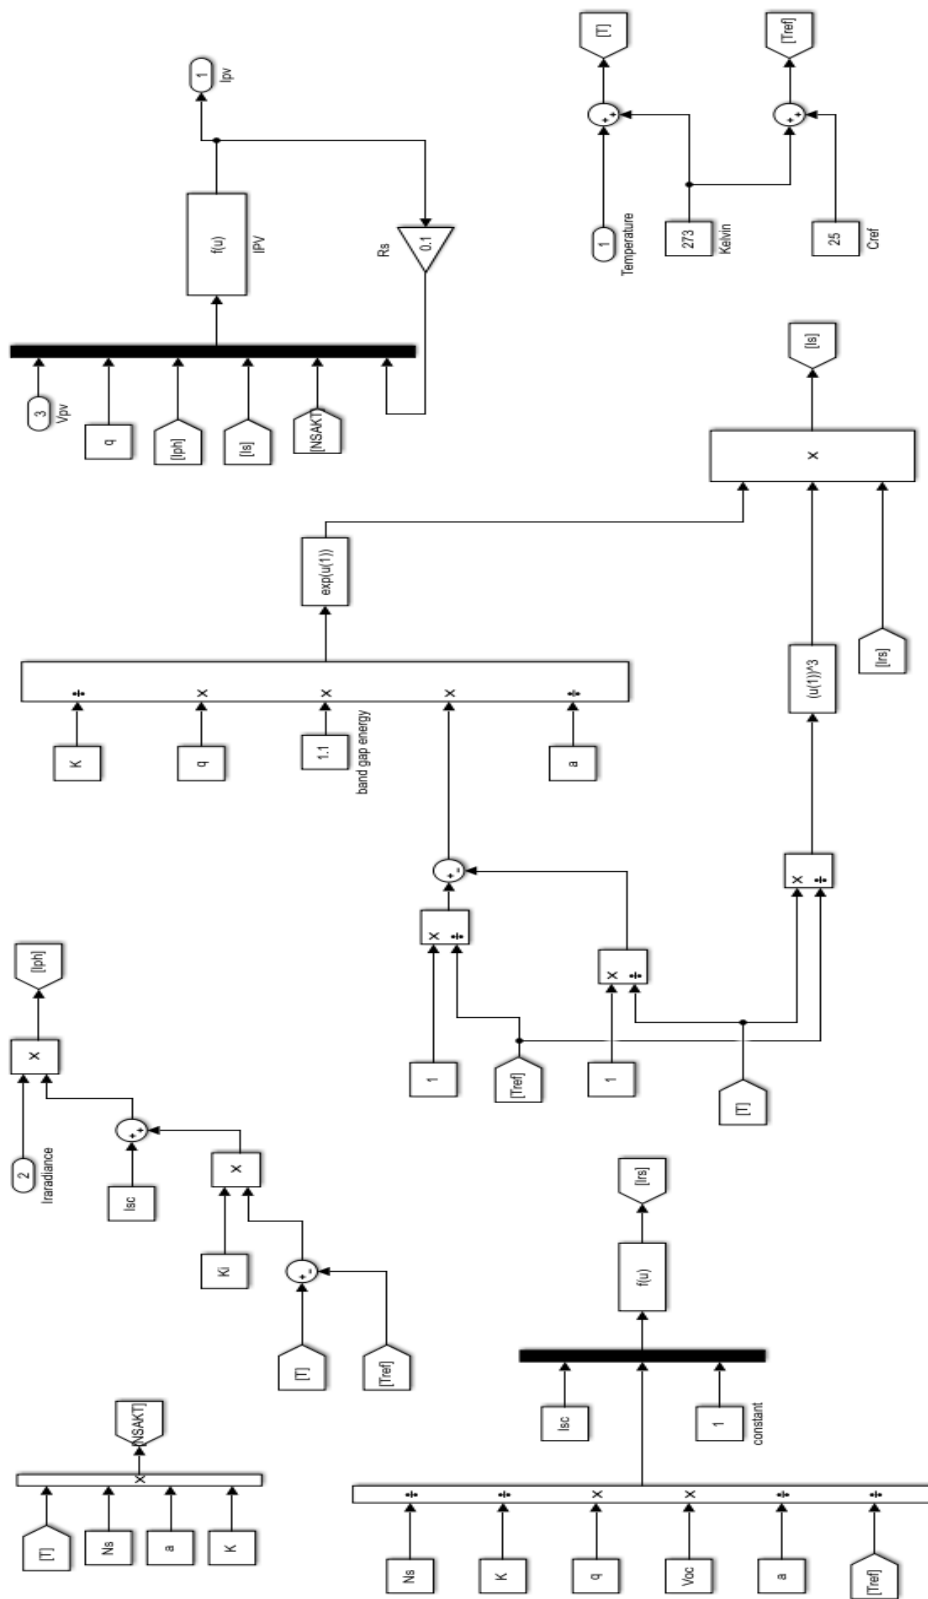 3
Vpv
q
[Iph]
[Is]
[NSAKT]
f(u)
IPV
1
Ipv
0.1
Rs
1
Temperature
273
Kelvin
25
Cref
+
+
+
+
[T]
[Tref]
K
q
1.1
band gap energy
a
÷
×
×
×
÷
exp(u(1))
1
[Tref]
1
[T]
×
÷
×
÷
+
-
×
÷
(u(1))^3
[Irs]
×
[Is]
2
Iraradiance
Isc
Ki
[T]
[Tref]
+
-
×
+
+
×
[Iph]
[T]
Ns
a
K
×
[NSAKT]
Ns
K
q
Voc
a
[Tref]
÷
÷
×
×
÷
÷
Isc
1
constant
f(u)
[Irs]